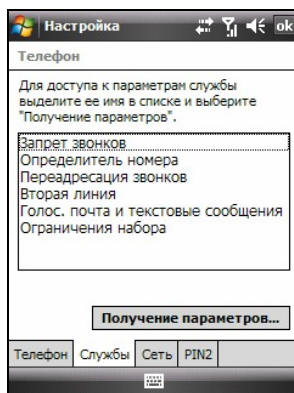 Настройка
ok
Телефон
Для доступа к параметрам службы
выделите ее имя в списке и выберите
"Получение параметров".
Запрет звонков
Определитель номера
Переадресация звонков
Вторая линия
Голос. почта и текстовые сообщения
Ограничения набора
Получение параметров...
Телефон Службы Сеть PIN2